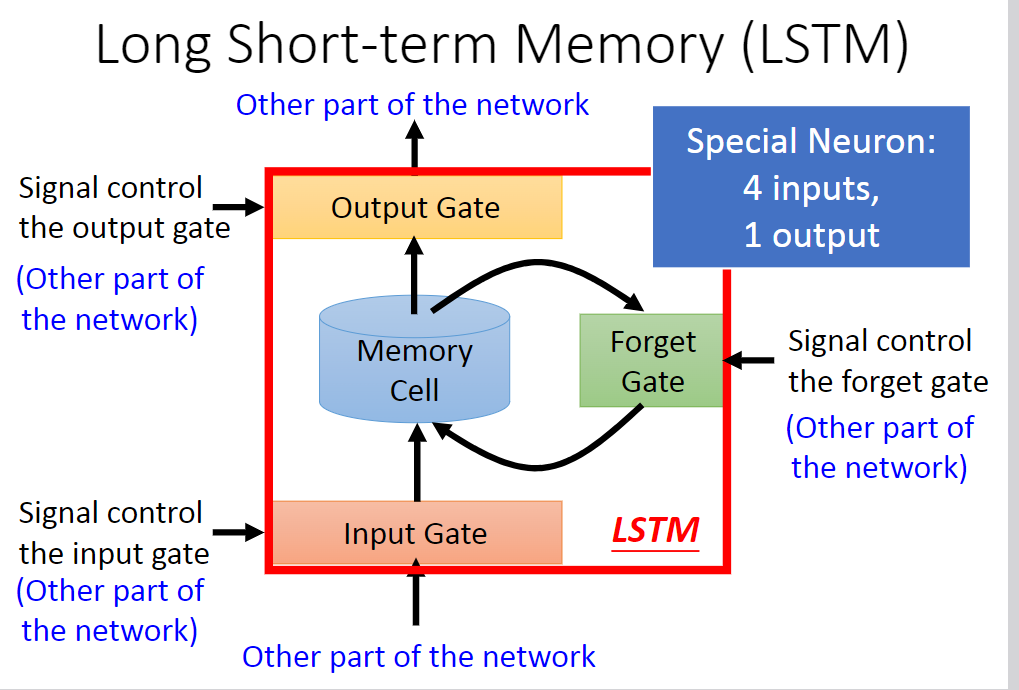 Long Short-term Memory (LSTM)
Other part of the network
Special Neuron:
4 inputs,
1 output
Signal control
the output gate
(Other part of
the network)
Output Gate
Memory
Cell
Forget
Gate
Signal control
the forget gate
(Other part of
the network)
Signal control
the input gate
(Other part of
the network)
Input Gate
LSTM
Other part of the network